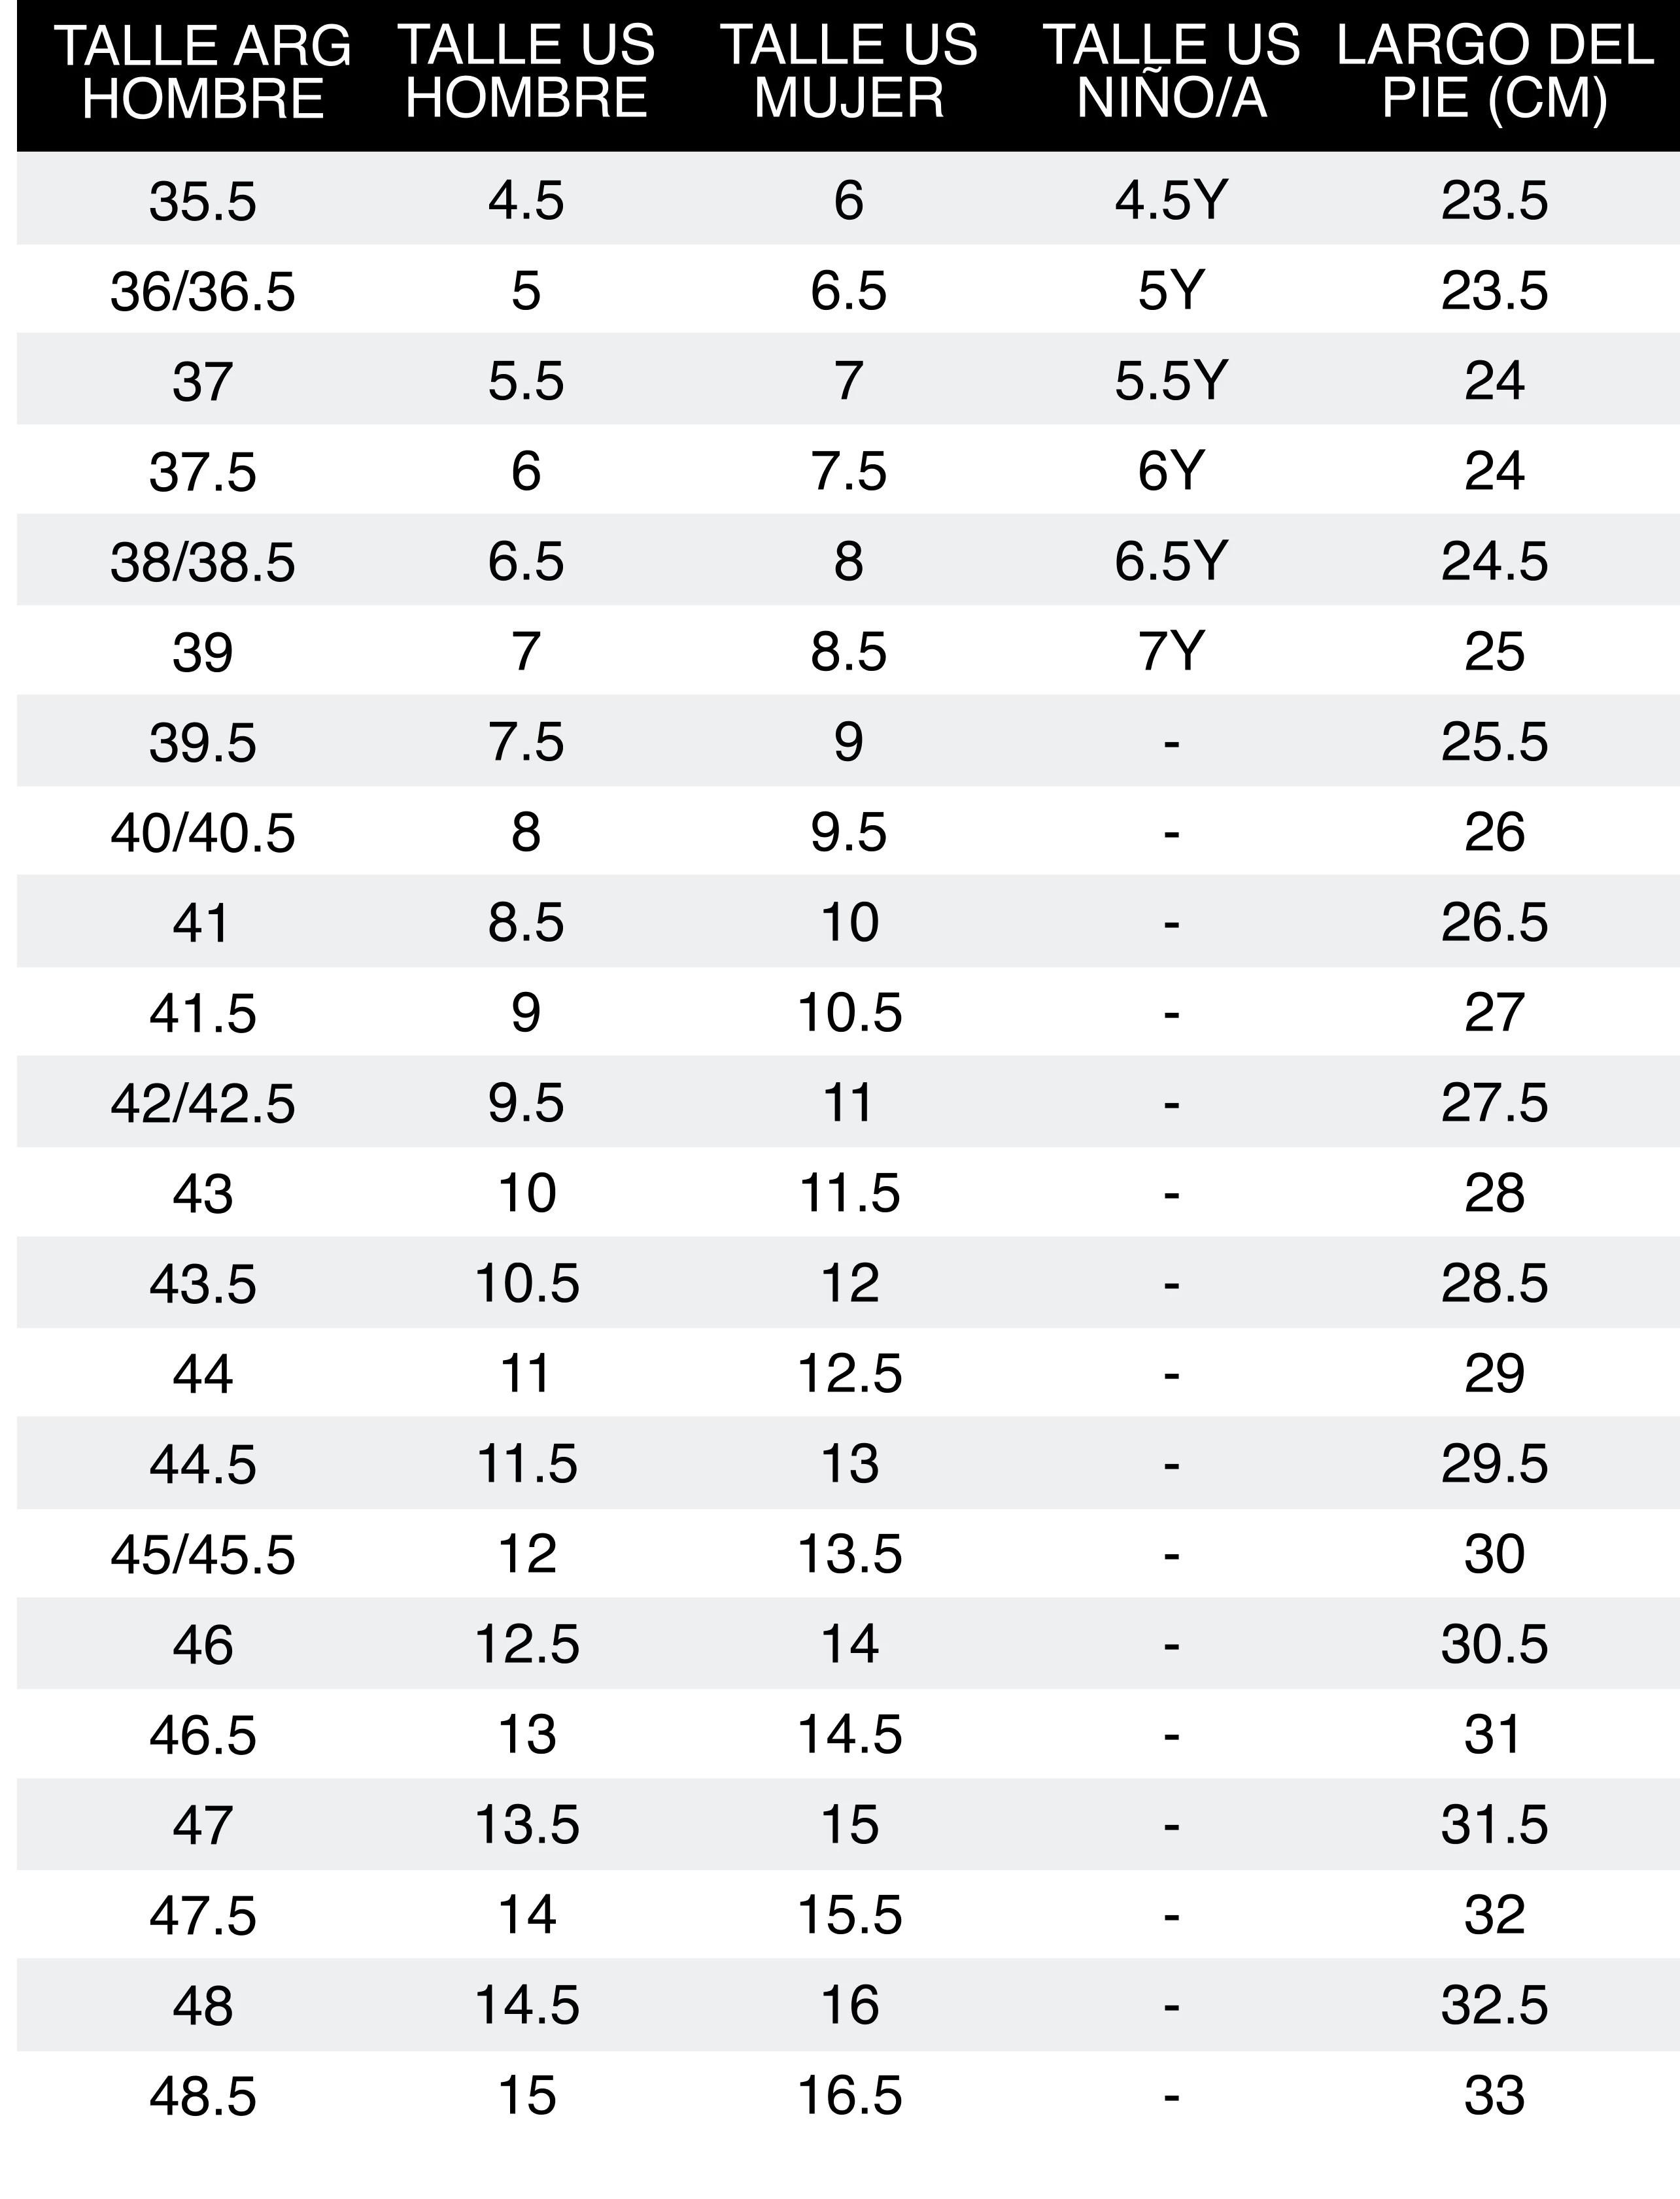 TALLE ARG HOMBRE TALLE US HOMBRE TALLE US MUJER TALLE US NIÑO/A LARGO DEL PIE (CM)
35.5 4.5 6 4.5Y 23.5
36/36.5 5 6.5 5Y 23.5
37 5.5 7 5.5Y 24
37.5 6 7.5 6Y 24
38/38.5 6.5 8 6.5Y 24.5
39 7 8.5 7Y 25
39.5 7.5 9 - 25.5
40/40.5 8 9.5 - 26
41 8.5 10 - 26.5
41.5 9 10.5 - 27
42/42.5 9.5 11 - 27.5
43 10 11.5 - 28
43.5 10.5 12 - 28.5
44 11 12.5 - 29
44.5 11.5 13 - 29.5
45/45.5 12 13.5 - 30
46 12.5 14 - 30.5
46.5 13 14.5 - 31
47 13.5 15 - 31.5
47.5 14 15.5 - 32
48 14.5 16 - 32.5
48.5 15 16.5 - 33